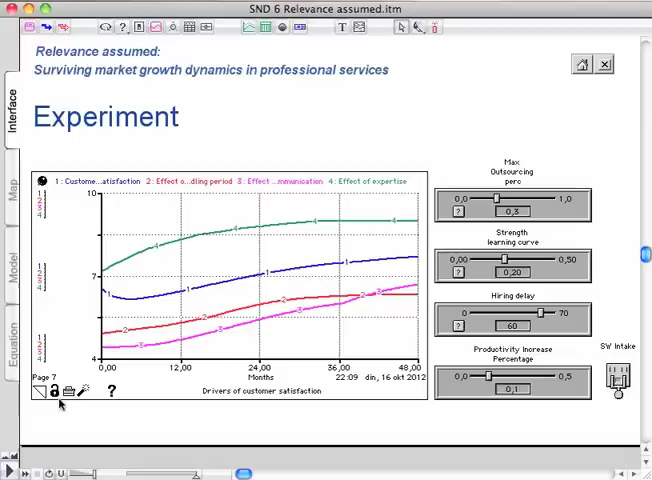 SND 6 Relevance assumed.itm
U
T
Interface
Map
Model
Equation
Relevance assumed:
Surviving market growth dynamics in professional services
Experiment
1: Custome...atisfaction 2: Effect o...dling period 3: Effect ...mmunication 4: Effect of expertise
10
7
4
0,00 12,00 24,00 36,00 48,00
Page 7
Months
22:09 din, 16 okt 2012
?
Drivers of customer satisfaction
Max
Outsourcing
perc
0,0 1,0
? 0,3
Strength
learning curve
0,00 0,50
? 0,20
Hiring delay
0 70
? 60
Productivity Increase
Percentage
0,0 0,5
? 0,1
SW Intake